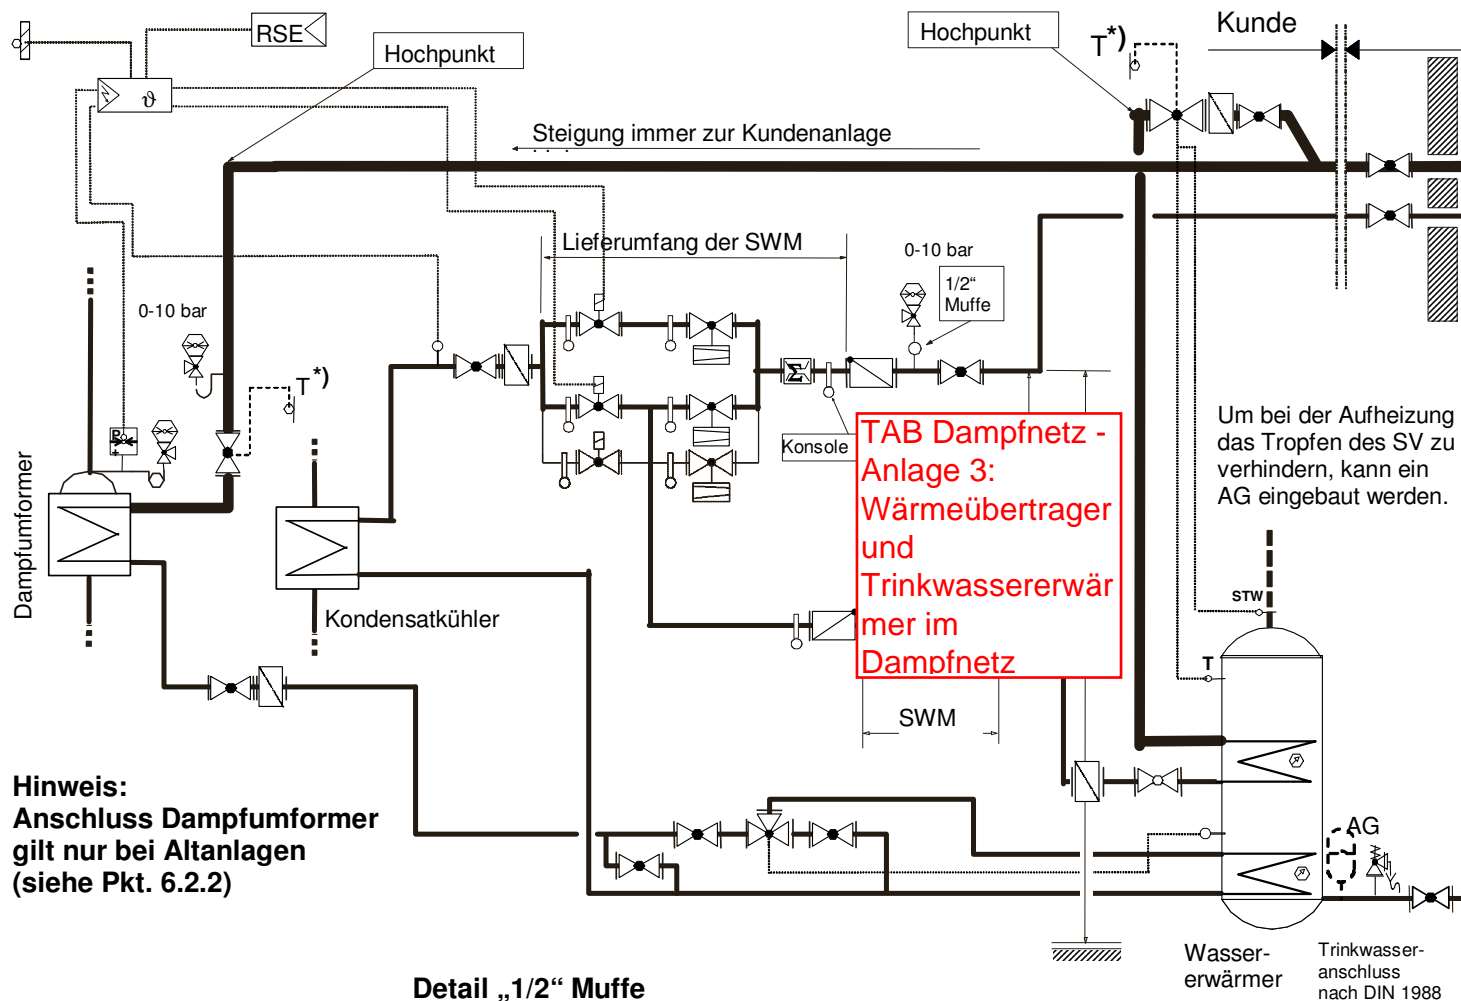 RSE
Hochpunkt
Hochpunkt
T*)
Kunde
ϑ
Steigung immer zur Kundenanlage
Lieferumfang der SWM
0-10 bar
1/2“
Muffe
0-10 bar
T*)
P
+
Σ
Konsole
TAB Dampfnetz -
Anlage 3:
Wärmeübertrager
und
Trinkwassererwär
mer im
Dampfnetz
Um bei der Aufheizung
das Tropfen des SV zu
verhindern, kann ein
AG eingebaut werden.
Dampfumformer
Kondensatkühler
STW
T
SWM
Hinweis:
Anschluss Dampfumformer
gilt nur bei Altanlagen
(siehe Pkt. 6.2.2)
AG
Wasser-
erwärmer
Trinkwasser-
anschluss
nach DIN 1988
Detail „1/2“ Muffe